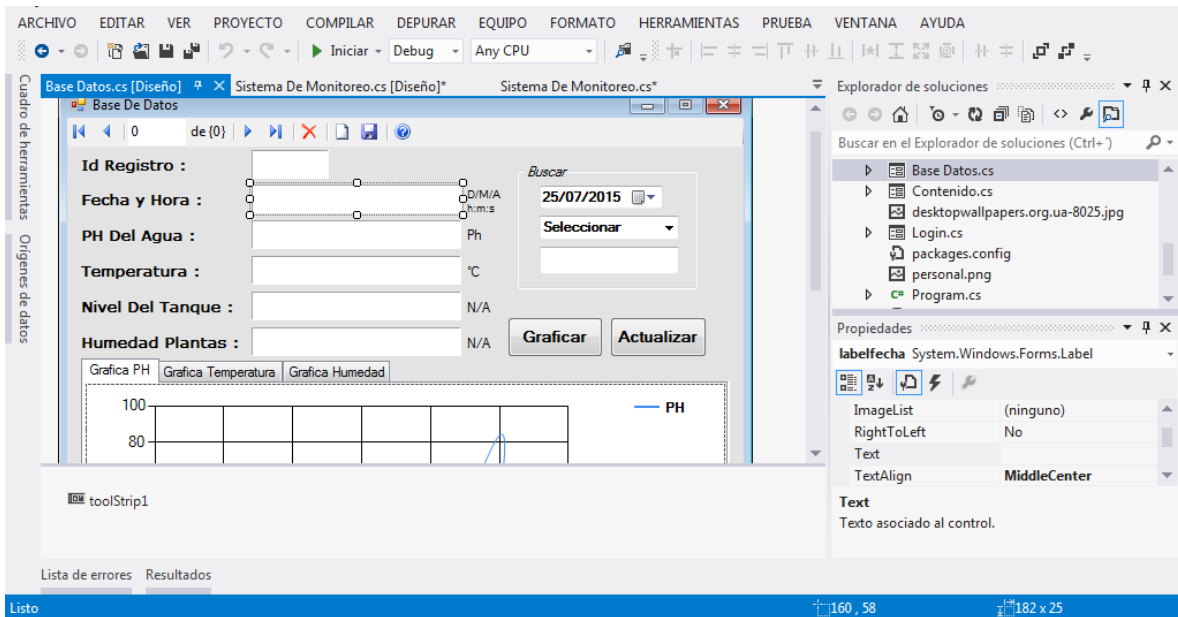 ARCHIVO EDITAR VER PROYECTO COMPILAR DEPURAR EQUIPO FORMATO HERRAMIENTAS PRUEBA VENTANA AYUDA
Iniciar Debug Any CPU
Cuadro de herramientas
Orígenes de datos
Base Datos.cs [Diseño] Sistema De Monitoreo.cs [Diseño]* Sistema De Monitoreo.cs*
Base De Datos
0 de {0}
Id Registro :
Fecha y Hora : D/M/A
h:m:s
PH Del Agua : Ph
Temperatura : °C
Nivel Del Tanque : N/A
Humedad Plantas : N/A
Buscar
25/07/2015
Seleccionar
Graficar Actualizar
Grafica PH Grafica Temperatura Grafica Humedad
100
80
PH
toolStrip1
Lista de errores Resultados
Explorador de soluciones
Buscar en el Explorador de soluciones (Ctrl+´)
Base Datos.cs
Contenido.cs
desktopwallpapers.org.ua-8025.jpg
Login.cs
packages.config
personal.png
C# Program.cs
Propiedades
labelfecha System.Windows.Forms.Label
ImageList (ninguno)
RightToLeft No
Text
TextAlign MiddleCenter
Text
Texto asociado al control.
Listo 160 , 58 182 x 25